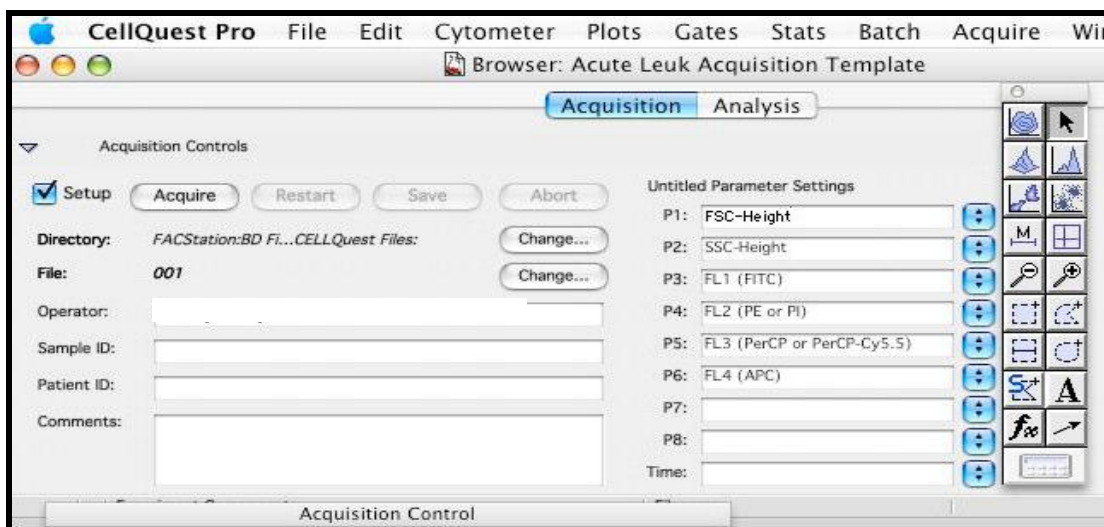 CellQuest Pro File Edit Cytometer Plots Gates Stats Batch Acquire
Browser: Acute Leuk Acquisition Template
Acquisition Analysis
Acquisition Controls
Setup Acquire Restart Save Abort
Directory: FACStation:BD Fi...CELLQuest Files: Change...
File: 001 Change...
Operator:
Sample ID:
Patient ID:
Comments:
Untitled Parameter Settings
P1: FSC-Height
P2: SSC-Height
P3: FL1 (FITC)
P4: FL2 (PE or PI)
P5: FL3 (PerCP or PerCP-Cy5.5)
P6: FL4 (APC)
P7:
P8:
Time:
M
S
A
fx
Acquisition Control